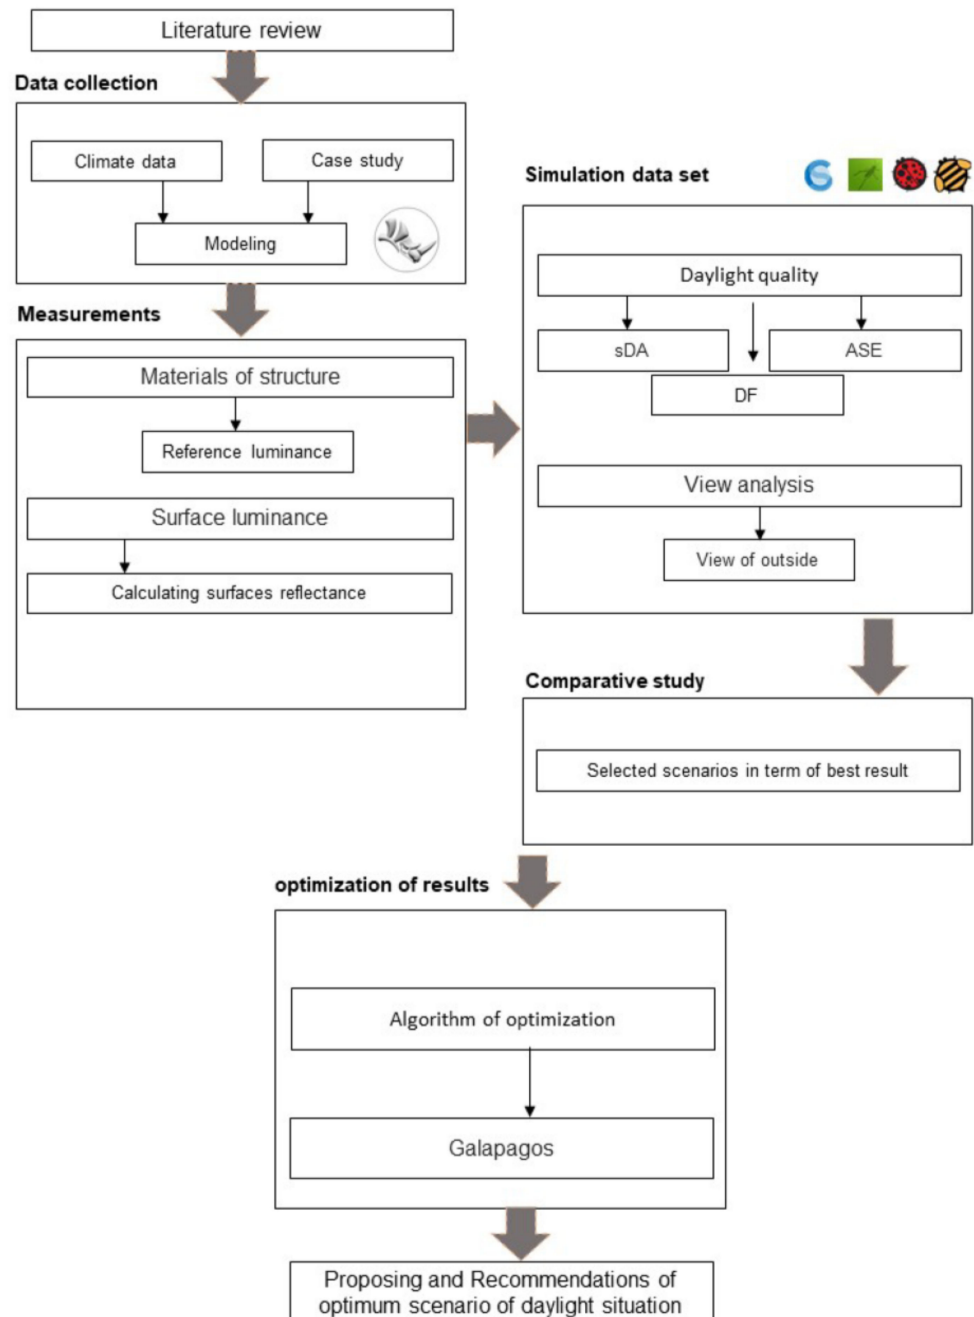 Literature review
Data collection
Climate data
Case study
Modeling
Measurements
Materials of structure
Reference luminance
Surface luminance
Calculating surfaces reflectance
Simulation data set
Daylight quality
sDA
ASE
DF
View analysis
View of outside
Comparative study
Selected scenarios in term of best result
optimization of results
Algorithm of optimization
Galapagos
Proposing and Recommendations of
optimum scenario of daylight situation